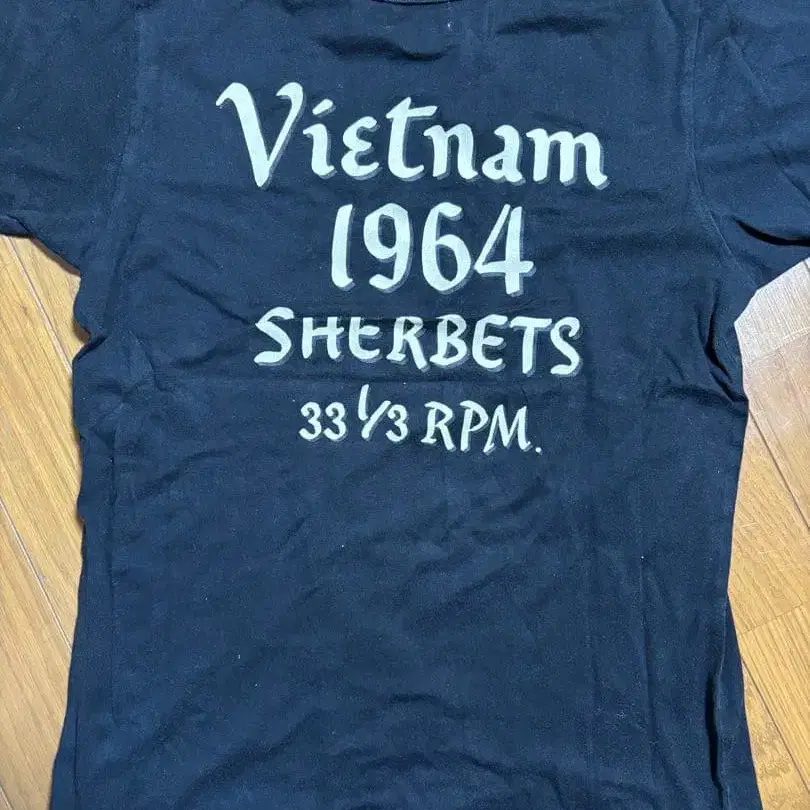 Vietnam
1964
SHERBETS
33 1/3 RPM.